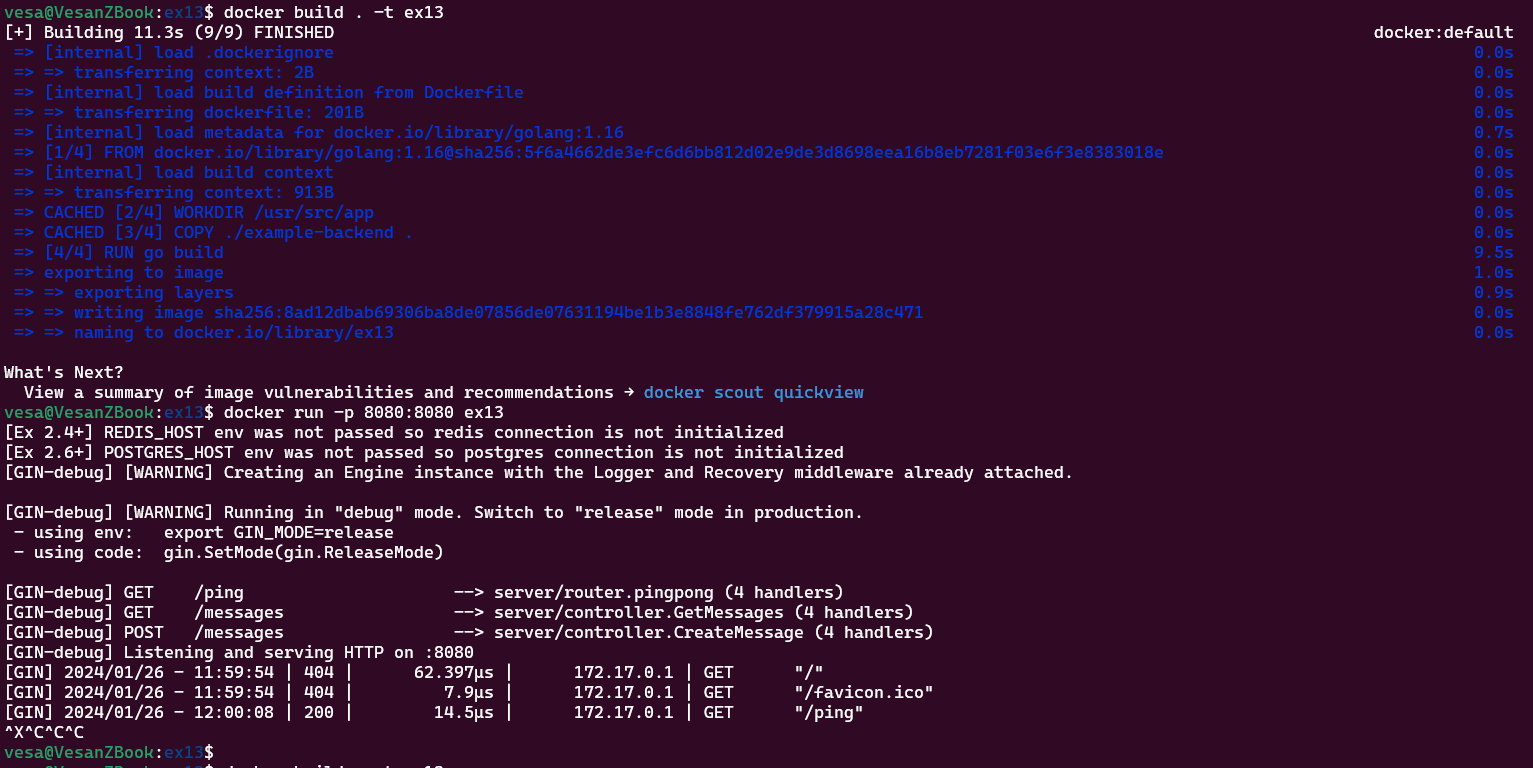 vesa@VesanZBook:ex13$ docker build . -t ex13
[+] Building 11.3s (9/9) FINISHED docker:default
=> [internal] load .dockerignore 0.0s
=> => transferring context: 2B 0.0s
=> [internal] load build definition from Dockerfile 0.0s
=> => transferring dockerfile: 201B 0.0s
=> [internal] load metadata for docker.io/library/golang:1.16 0.7s
=> [1/4] FROM docker.io/library/golang:1.16@sha256:5f6a4662de3efc6d6bb812d02e9de3d8698eea16b8eb7281f03e6f3e8383018e 0.0s
=> [internal] load build context 0.0s
=> => transferring context: 913B 0.0s
=> CACHED [2/4] WORKDIR /usr/src/app 0.0s
=> CACHED [3/4] COPY ./example-backend . 0.0s
=> [4/4] RUN go build 9.5s
=> exporting to image 1.0s
=> => exporting layers 0.9s
=> => writing image sha256:8ad12dbab69306ba8de07856de07631194be1b3e8848fe762df379915a28c471 0.0s
=> => naming to docker.io/library/ex13 0.0s
What's Next?
View a summary of image vulnerabilities and recommendations → docker scout quickview
vesa@VesanZBook:ex13$ docker run -p 8080:8080 ex13
[Ex 2.4+] REDIS_HOST env was not passed so redis connection is not initialized
[Ex 2.6+] POSTGRES_HOST env was not passed so postgres connection is not initialized
[GIN-debug] [WARNING] Creating an Engine instance with the Logger and Recovery middleware already attached.
[GIN-debug] [WARNING] Running in "debug" mode. Switch to "release" mode in production.
- using env: export GIN_MODE=release
- using code: gin.SetMode(gin.ReleaseMode)
[GIN-debug] GET /ping --> server/router.pingpong (4 handlers)
[GIN-debug] GET /messages --> server/controller.GetMessages (4 handlers)
[GIN-debug] POST /messages --> server/controller.CreateMessage (4 handlers)
[GIN-debug] Listening and serving HTTP on :8080
[GIN] 2024/01/26 - 11:59:54 | 404 | 62.397µs | 172.17.0.1 | GET "/"
[GIN] 2024/01/26 - 11:59:54 | 404 | 7.9µs | 172.17.0.1 | GET "/favicon.ico"
[GIN] 2024/01/26 - 12:00:08 | 200 | 14.5µs | 172.17.0.1 | GET "/ping"
^X^C^C^C
vesa@VesanZBook:ex13$